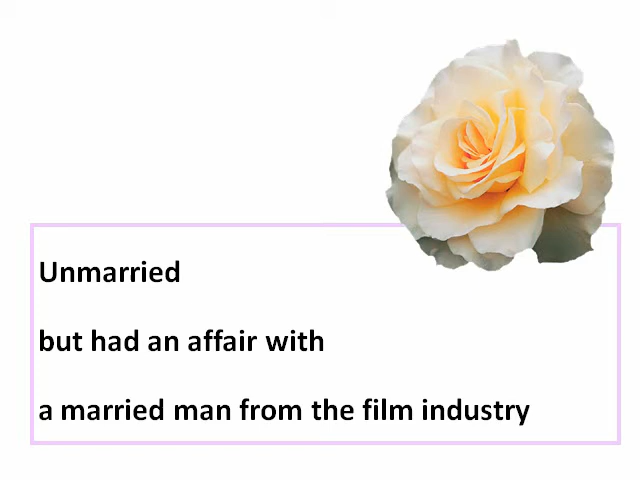 Unmarried
but had an affair with
a married man from the film industry